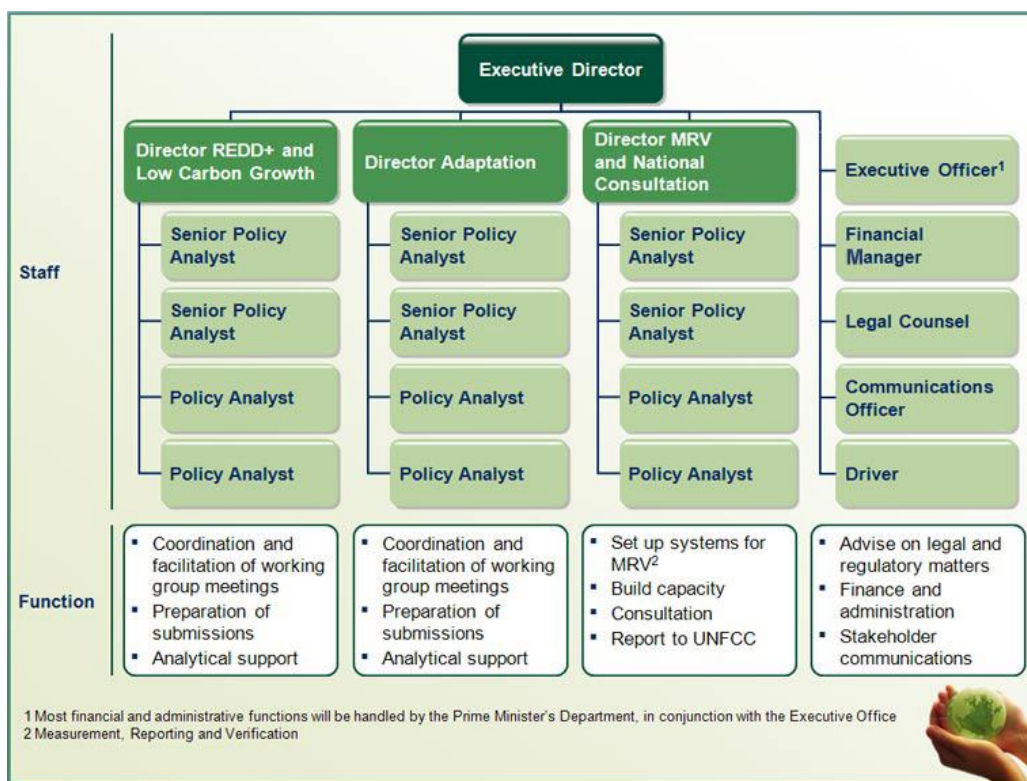 Executive Director
Director REDD+ and
Low Carbon Growth
Director Adaptation
Director MRV
and National
Consultation
Executive Officer1
Staff
Senior Policy
Analyst
Senior Policy
Analyst
Policy Analyst
Policy Analyst
Senior Policy
Analyst
Senior Policy
Analyst
Policy Analyst
Policy Analyst
Senior Policy
Analyst
Senior Policy
Analyst
Policy Analyst
Policy Analyst
Financial
Manager
Legal Counsel
Communications
Officer
Driver
Function
▪ Coordination and
facilitation of working
group meetings
▪ Preparation of
submissions
▪ Analytical support
▪ Coordination and
facilitation of working
group meetings
▪ Preparation of
submissions
▪ Analytical support
▪ Set up systems for
MRV2
▪ Build capacity
▪ Consultation
▪ Report to UNFCC
▪ Advise on legal and
regulatory matters
▪ Finance and
administration
▪ Stakeholder
communications
1 Most financial and administrative functions will be handled by the Prime Minister's Department, in conjunction with the Executive Office
2 Measurement, Reporting and Verification